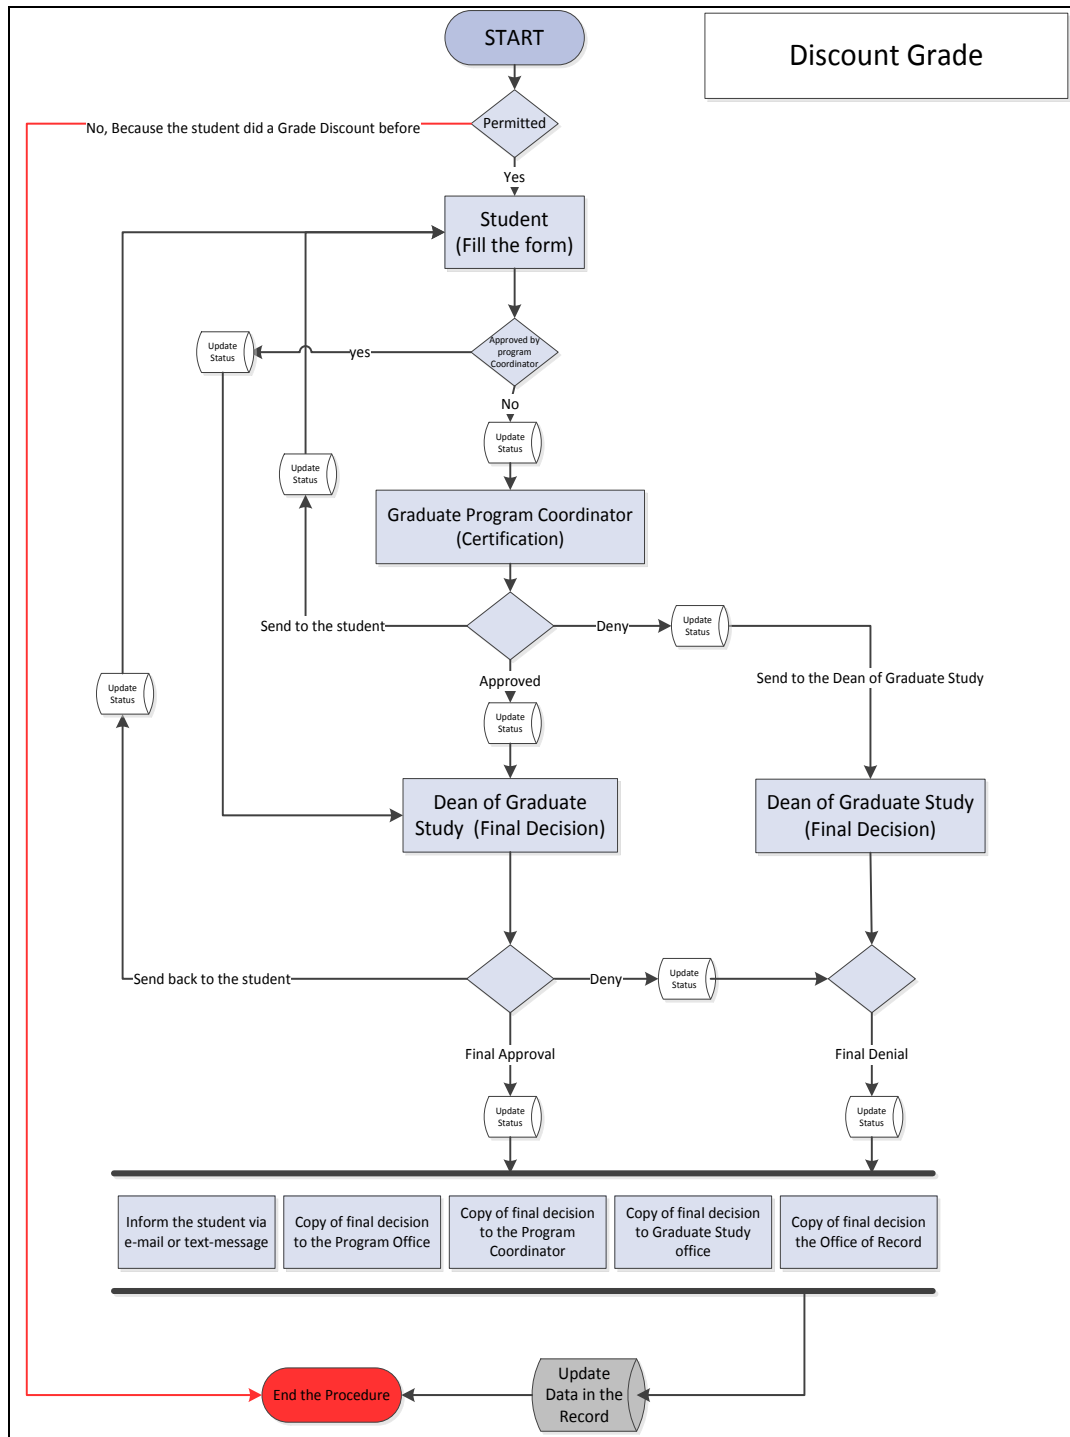 START
Discount Grade
Permitted
No, Because the student did a Grade Discount before
Yes
Student
(Fill the form)
Approved by
program
Coordinator
yes
Update
Status
No
Update
Status
Update
Status
Graduate Program Coordinator
(Certification)
Send to the student
Deny
Update
Status
Approved
Send to the Dean of Graduate Study
Update
Status
Update
Status
Dean of Graduate
Study (Final Decision)
Dean of Graduate Study
(Final Decision)
Send back to the student
Deny
Update
Status
Final Approval
Final Denial
Update
Status
Update
Status
Inform the student via
e-mail or text-message
Copy of final decision
to the Program Office
Copy of final decision
to the Program
Coordinator
Copy of final decision
to Graduate Study
office
Copy of final decision
the Office of Record
End the Procedure
Update
Data in the
Record